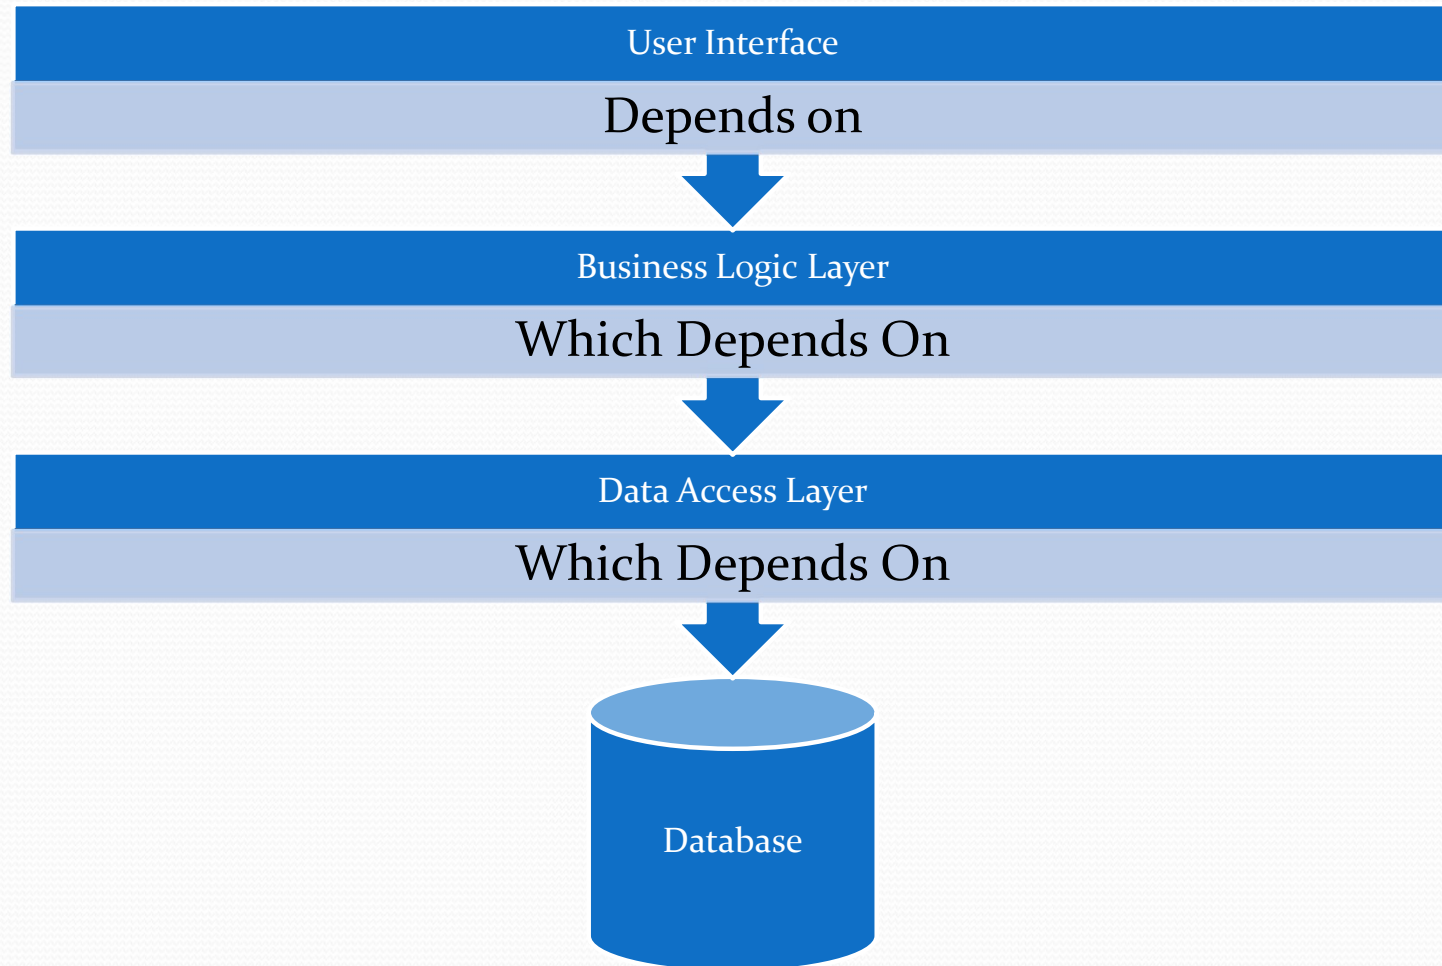 User Interface
Depends on
Business Logic Layer
Which Depends On
Data Access Layer
Which Depends On
Database